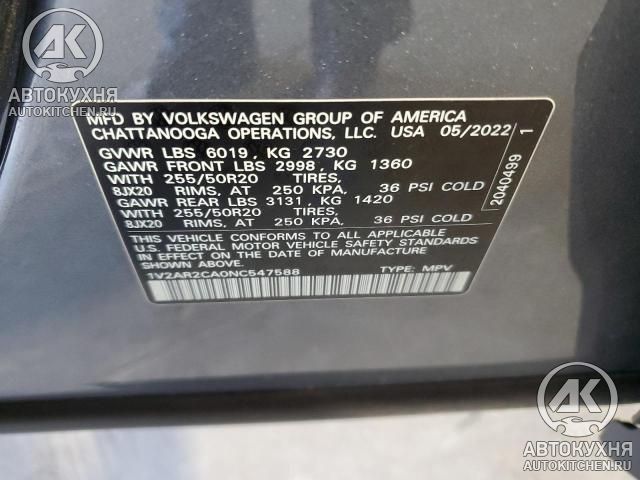 AK
АВТОКУХНЯ
AUTOKITCHEN.RU
MFD BY VOLKSWAGEN GROUP OF AMERICA
CHATTANOOGA OPERATIONS, LLC. USA 05/2022
GVWR LBS 6019, KG 2730
GAWR FRONT LBS 2998, KG 1360
WITH 255/50R20 TIRES,
8JX20 RIMS, AT 250 KPA, 36 PSI COLD
GAWR REAR LBS 3131, KG 1420
WITH 255/50R20 TIRES,
8JX20 RIMS, AT 250 KPA, 36 PSI COLD
THIS VEHICLE CONFORMS TO ALL APPLICABLE
U.S. FEDERAL MOTOR VEHICLE SAFETY STANDARDS
IN EFFECT ON THE DATE OF MANUFACTURE
SHOWN ABOVE.
1V2AR2CA0NC547588 TYPE: MPV
2040499 1
AK
АВТОКУХНЯ
AUTOKITCHEN.RU